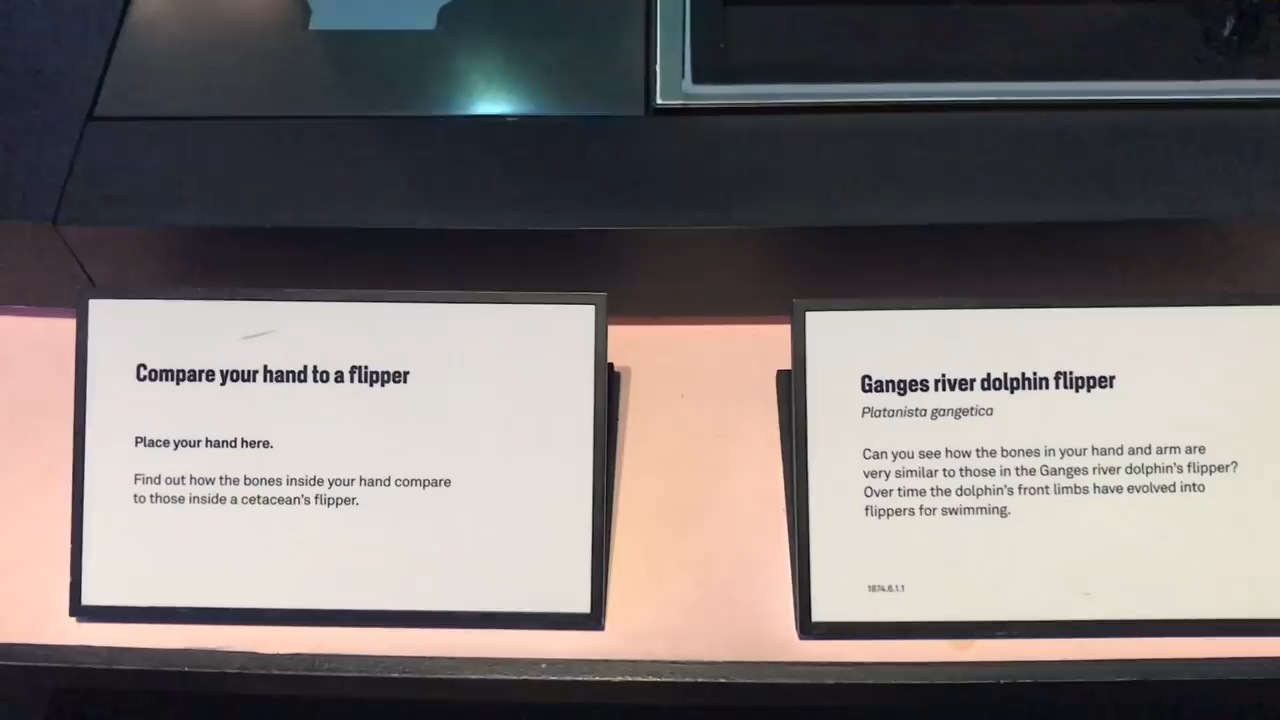 Compare your hand to a flipper
Place your hand here.
Find out how the bones inside your hand compare
to those inside a cetacean's flipper.
Ganges river dolphin flipper
Platanista gangetica
Can you see how the bones in your hand and arm are
very similar to those in the Ganges river dolphin's flipper?
Over time the dolphin's front limbs have evolved into
flippers for swimming.
1874.6.1.1